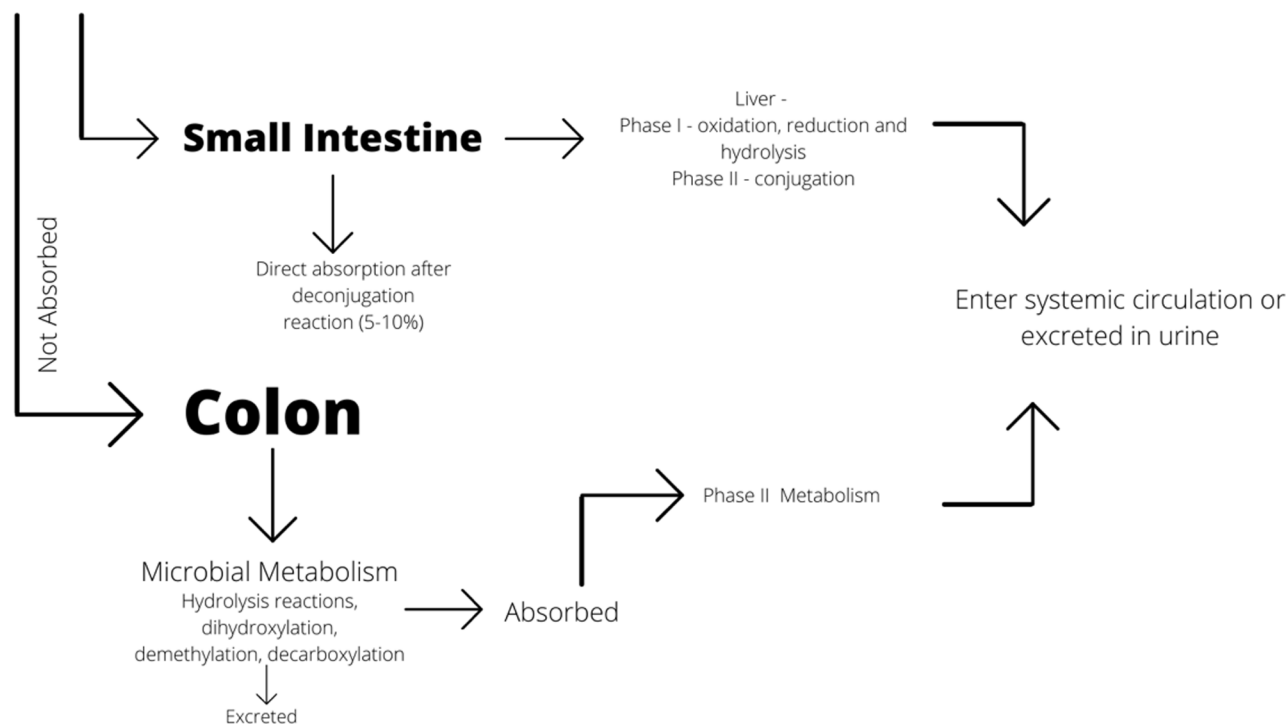 Liver -
Phase I - oxidation, reduction and
hydrolysis
Phase II - conjugation
Small Intestine
Not Absorbed
Direct absorption after
deconjugation
reaction (5-10%)
Enter systemic circulation or
excreted in urine
Colon
Phase II Metabolism
Microbial Metabolism
Hydrolysis reactions,
dihydroxylation,
demethylation, decarboxylation
Absorbed
Excreted